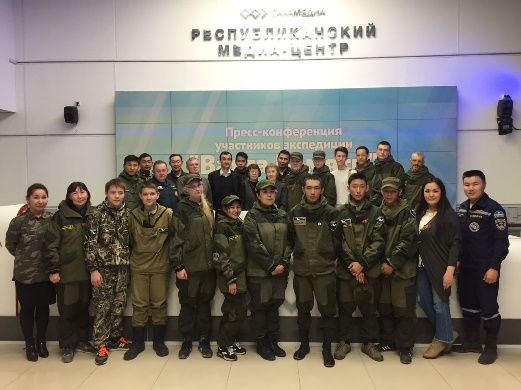 СахаМедиа
РЕСПУБЛИКАНСКИЙ
МЕДИА-ЦЕНТР
Пресс-конференция
участников экспедиции